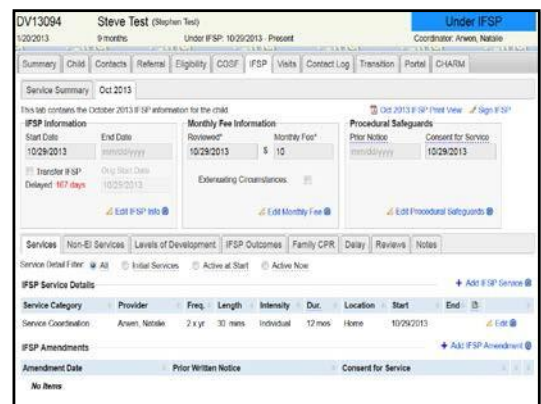 DV13094 Steve Test (Stephen Test) Under IFSP
1/20/2013 9 months Under IFSP: 10/29/2013 - Present Coordinator: Arwen, Natalie
Summary Child Contacts Referral Eligibility COSF IFSP Visits Contact Log Transition Portal CHARM
Service Summary Oct 2013
This tab contains the October 2013 IFSP information for the child. Oct 2013 IFSP Print View Sign IFSP
IFSP Information Monthly Fee Information Procedural Safeguards
Start Date End Date Reviewed* Monthly Fee* Prior Notice Consent for Service
10/29/2013 mm/dd/yyyy 10/29/2013 $ 10 mm/dd/yyyy 10/29/2013
Transfer IFSP Orig Start Date
Delayed: 167 days 10/29/2013 Extenuating Circumstances:
Edit IFSP Info Edit Monthly Fee Edit Procedural Safeguards
Services Non-EI Services Levels of Development IFSP Outcomes Family CPR Delay Reviews Notes
Service Detail Filter: All Initial Services Active at Start Active Now
IFSP Service Details Add IFSP Service
Service Category Provider Freq. Length Intensity Dur. Location Start End
Service Coordination Arwen, Natalie 2 x yr 30 mins Individual 12 mos Home 10/29/2013 Edit
IFSP Amendments Add IFSP Amendment
Amendment Date Prior Written Notice Consent for Service
No Items